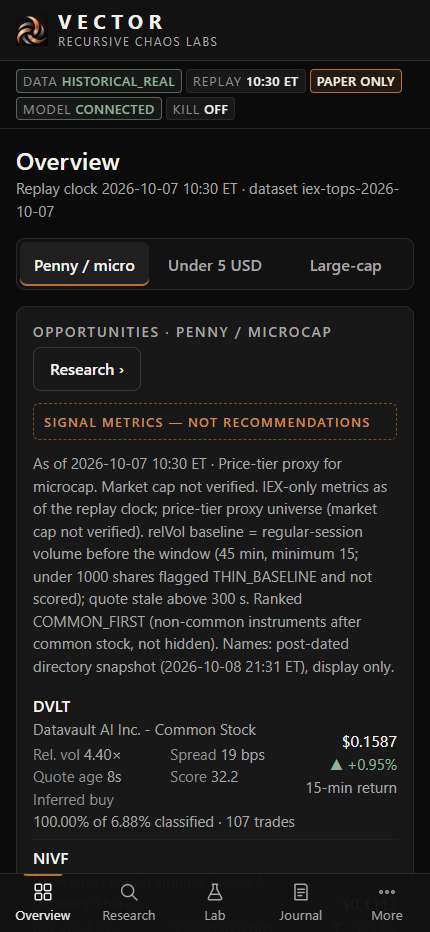 VECTOR
RECURSIVE CHAOS LABS
DATA HISTORICAL_REAL
REPLAY 10:30 ET
PAPER ONLY
MODEL CONNECTED
KILL OFF
Overview
Replay clock 2026-10-07 10:30 ET · dataset iex-tops-2026-
10-07
Penny / micro
Under 5 USD
Large-cap
OPPORTUNITIES · PENNY / MICROCAP
Research ›
SIGNAL METRICS — NOT RECOMMENDATIONS
As of 2026-10-07 10:30 ET · Price-tier proxy for
microcap. Market cap not verified. IEX-only metrics as
of the replay clock; price-tier proxy universe (market
cap not verified). relVol baseline = regular-session
volume before the window (45 min, minimum 15;
under 1000 shares flagged THIN_BASELINE and not
scored); quote stale above 300 s. Ranked
COMMON_FIRST (non-common instruments after
common stock, not hidden). Names: post-dated
directory snapshot (2026-10-08 21:31 ET), display only.
DVLT
Datavault AI Inc. - Common Stock
Rel. vol 4.40×
Spread 19 bps
Quote age 8s
Score 32.2
Inferred buy
100.00% of 6.88% classified · 107 trades
$0.1587
▲ +0.95%
15-min return
NIVF
Overview
Research
Lab
Journal
More